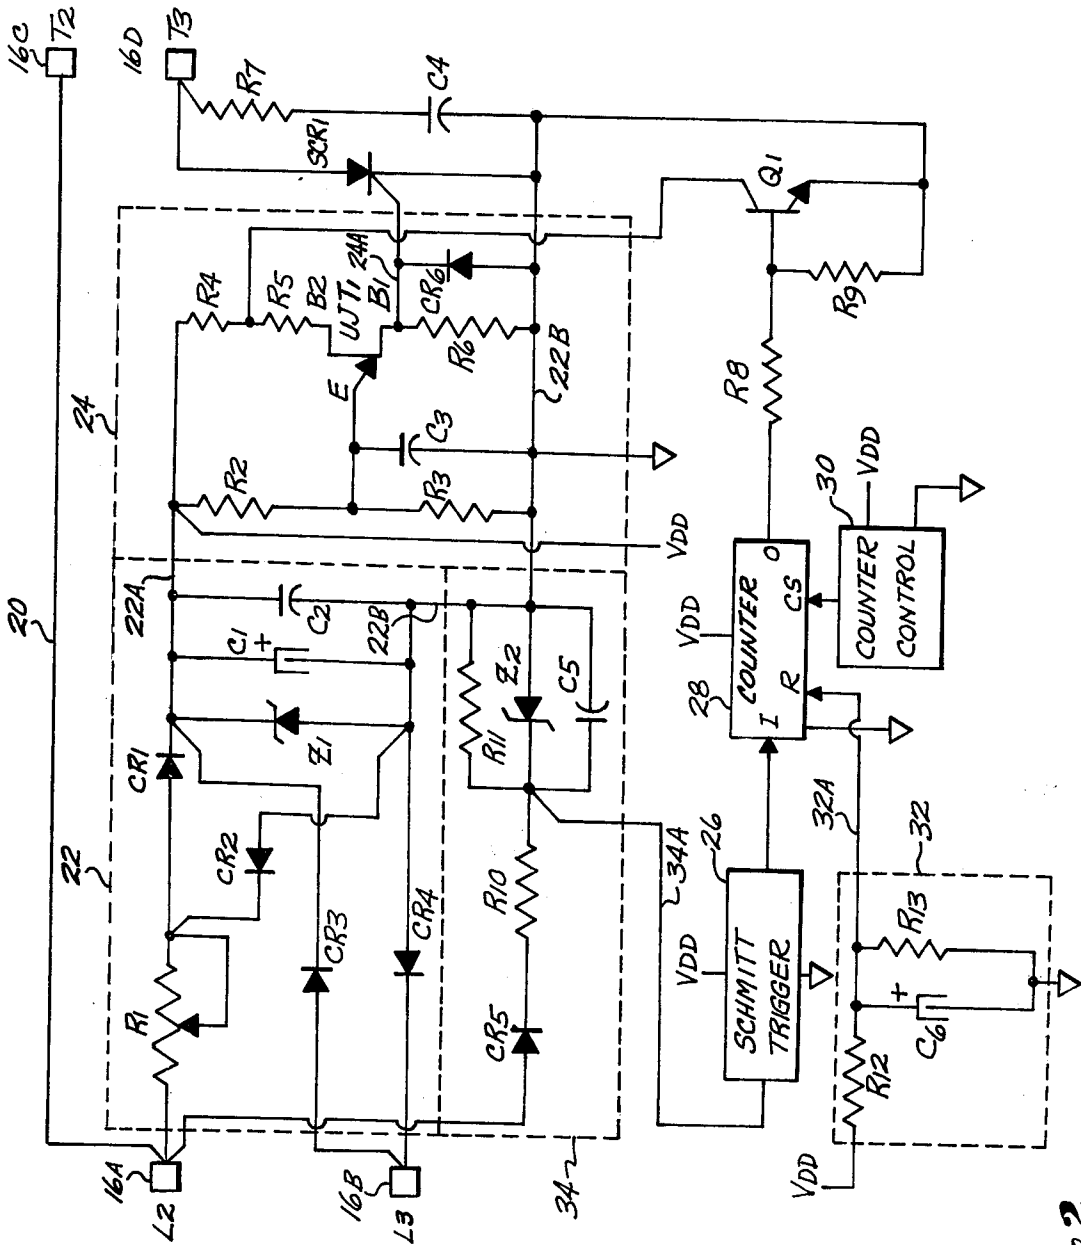 16C
T2
16D
T3
R7
C4
SCR1
24A
R4
R5
B2
UJT1
B1
CR6
R6
E
24
R2
R3
C3
22B
VDD
20
22A
C1
+
C2
22B
CR1
Z1
22
CR2
CR3
CR4
R1
16A
L2
16B
L3
R11
Z2
C5
R10
CR5
34
34A
Q1
R9
R8
VDD
28
COUNTER
I
R
CS
O
30
VDD
COUNTER
CONTROL
26
VDD
SCHMITT
TRIGGER
32A
32
R13
+
C6
R12
VDD
2